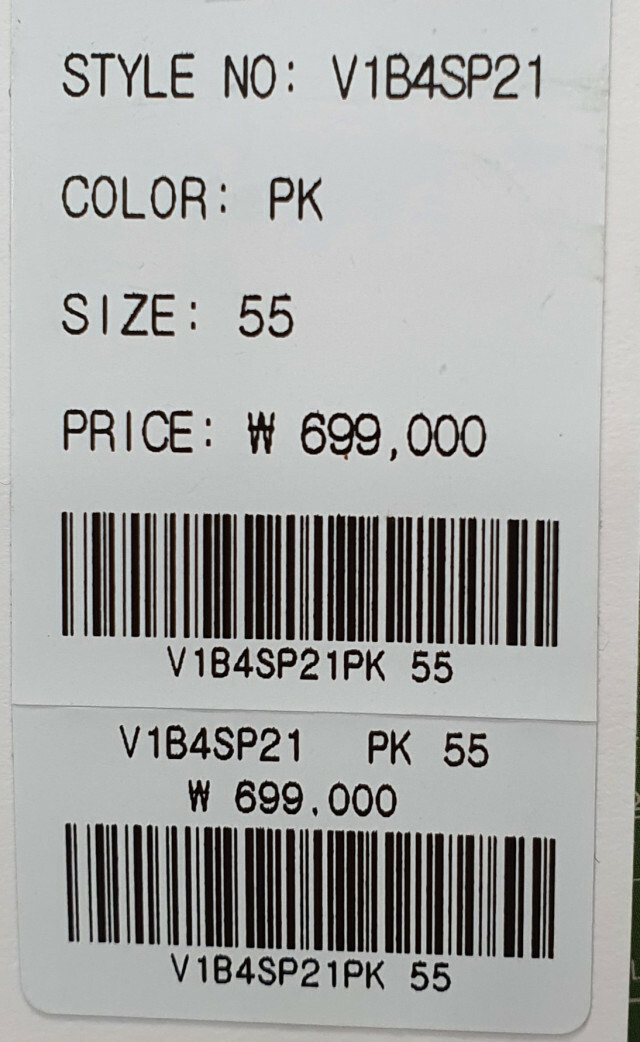 STYLE NO: V1B4SP21
COLOR: PK
SIZE: 55
PRICE: ₩ 699,000
V1B4SP21PK 55
V1B4SP21 PK 55
₩ 699,000
V1B4SP21PK 55